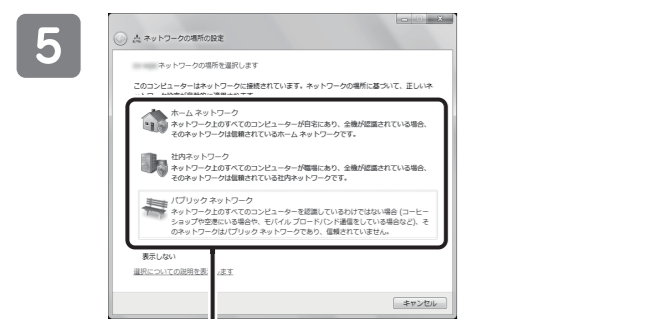 5
ネットワークの場所の設定
ネットワークの場所を選択します
このコンピューターはネットワークに接続されています。ネットワークの場所に基づいて、正しいネ
ホーム ネットワーク
ネットワーク上のすべてのコンピューターが自宅にあり、全機が認識されている場合、
そのネットワークは信頼されているホーム ネットワークです。
社内ネットワーク
ネットワーク上のすべてのコンピューターが職場にあり、全機が認識されている場合、
そのネットワークは信頼されている社内ネットワークです。
パブリック ネットワーク
ネットワーク上のすべてのコンピューターを認識しているわけではない場合 (コーヒー
ショップや空港にいる場合や、モバイル ブロードバンド通信をしている場合など)、そ
のネットワークはパブリック ネットワークであり、信頼されていません。
表示しない
選択についての説明を表 します
キャンセル